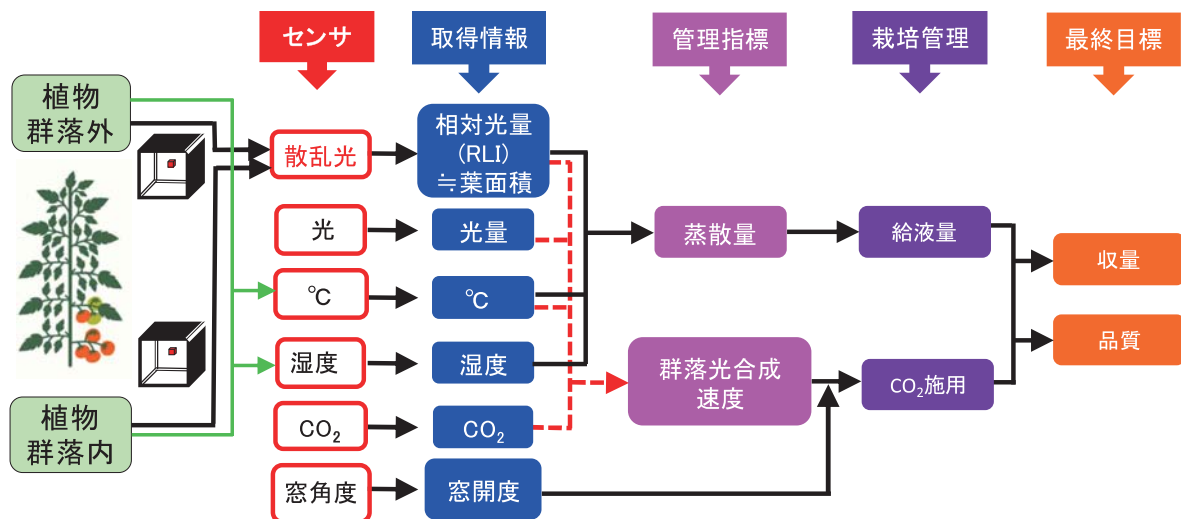 センサ
取得情報
管理指標
栽培管理
最終目標
植物
群落外
散乱光
相対光量
(RLI)
≒葉面積
光
光量
蒸散量
給液量
収量
℃
℃
品質
湿度
湿度
群落光合成
速度
CO₂施用
植物
群落内
CO₂
CO₂
窓角度
窓開度